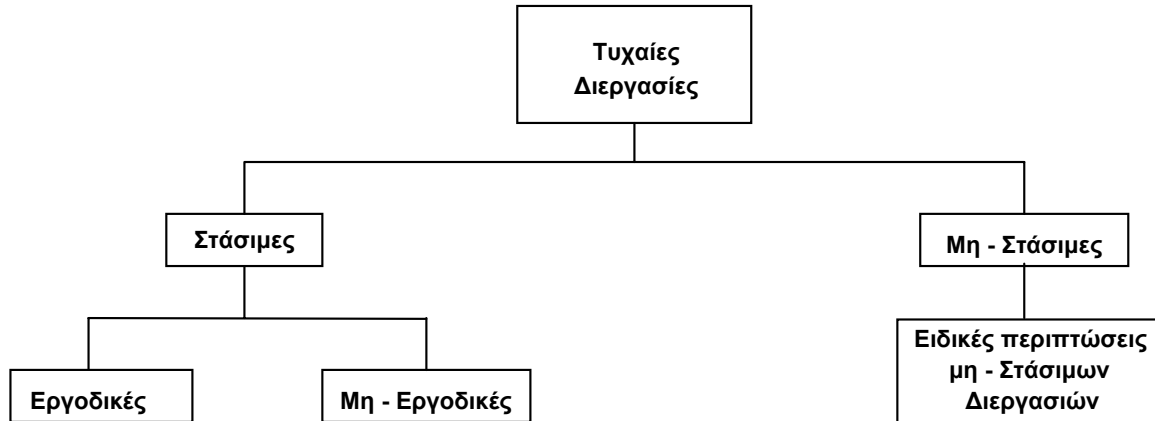 Τυχαίες
Διεργασίες
Στάσιμες
Μη - Στάσιμες
Εργοδικές
Μη - Εργοδικές
Ειδικές περιπτώσεις
μη - Στάσιμων
Διεργασιών